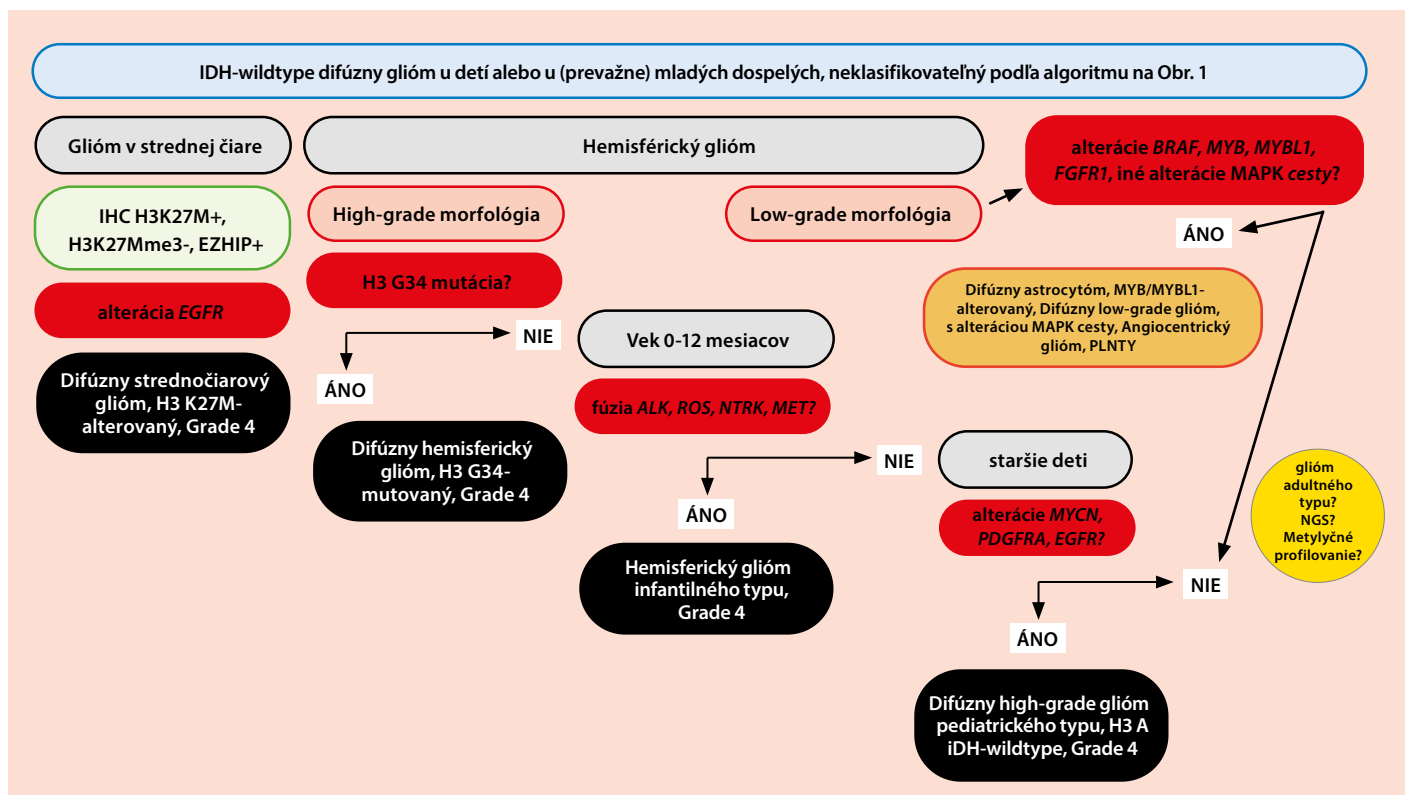 IDH-wildtype difúzny glióm u detí alebo u (prevažne) mladých dospelých, neklasifikovateľný podľa algoritmu na Obr. 1
Glióm v strednej čiare
IHC H3K27M+,
H3K27Mme3-, EZHIP+
alterácia EGFR
Difúzny strednočiarový
glióm, H3 K27M-
alterovaný, Grade 4
Hemisférický glióm
High-grade morfológia
H3 G34 mutácia?
NIE
ÁNO
Difúzny hemisferický
glióm, H3 G34-
mutovaný, Grade 4
Vek 0-12 mesiacov
fúzia ALK, ROS, NTRK, MET?
NIE
ÁNO
Hemisferický glióm
infantilného typu,
Grade 4
staršie deti
alterácie MYCN,
PDGFRA, EGFR?
NIE
ÁNO
Difúzny high-grade glióm
pediatrického typu, H3 A
iDH-wildtype, Grade 4
Low-grade morfológia
alterácie BRAF, MYB, MYBL1,
FGFR1, iné alterácie MAPK cesty?
ÁNO
Difúzny astrocytóm, MYB/MYBL1-
alterovaný, Difúzny low-grade glióm,
s alteráciou MAPK cesty, Angiocentrický
glióm, PLNTY
glióm
adultného
typu?
NGS?
Metylyčné
profilovanie?